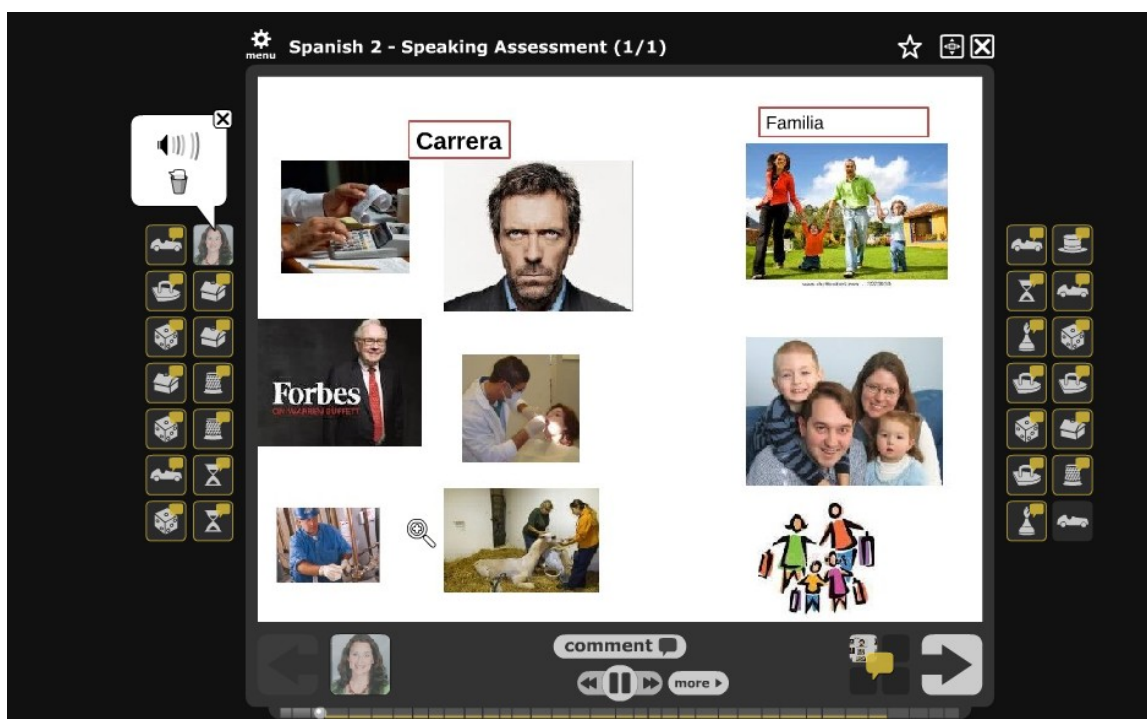 menu
Spanish 2 - Speaking Assessment (1/1)
Carrera
Familia
Forbes
comment
more